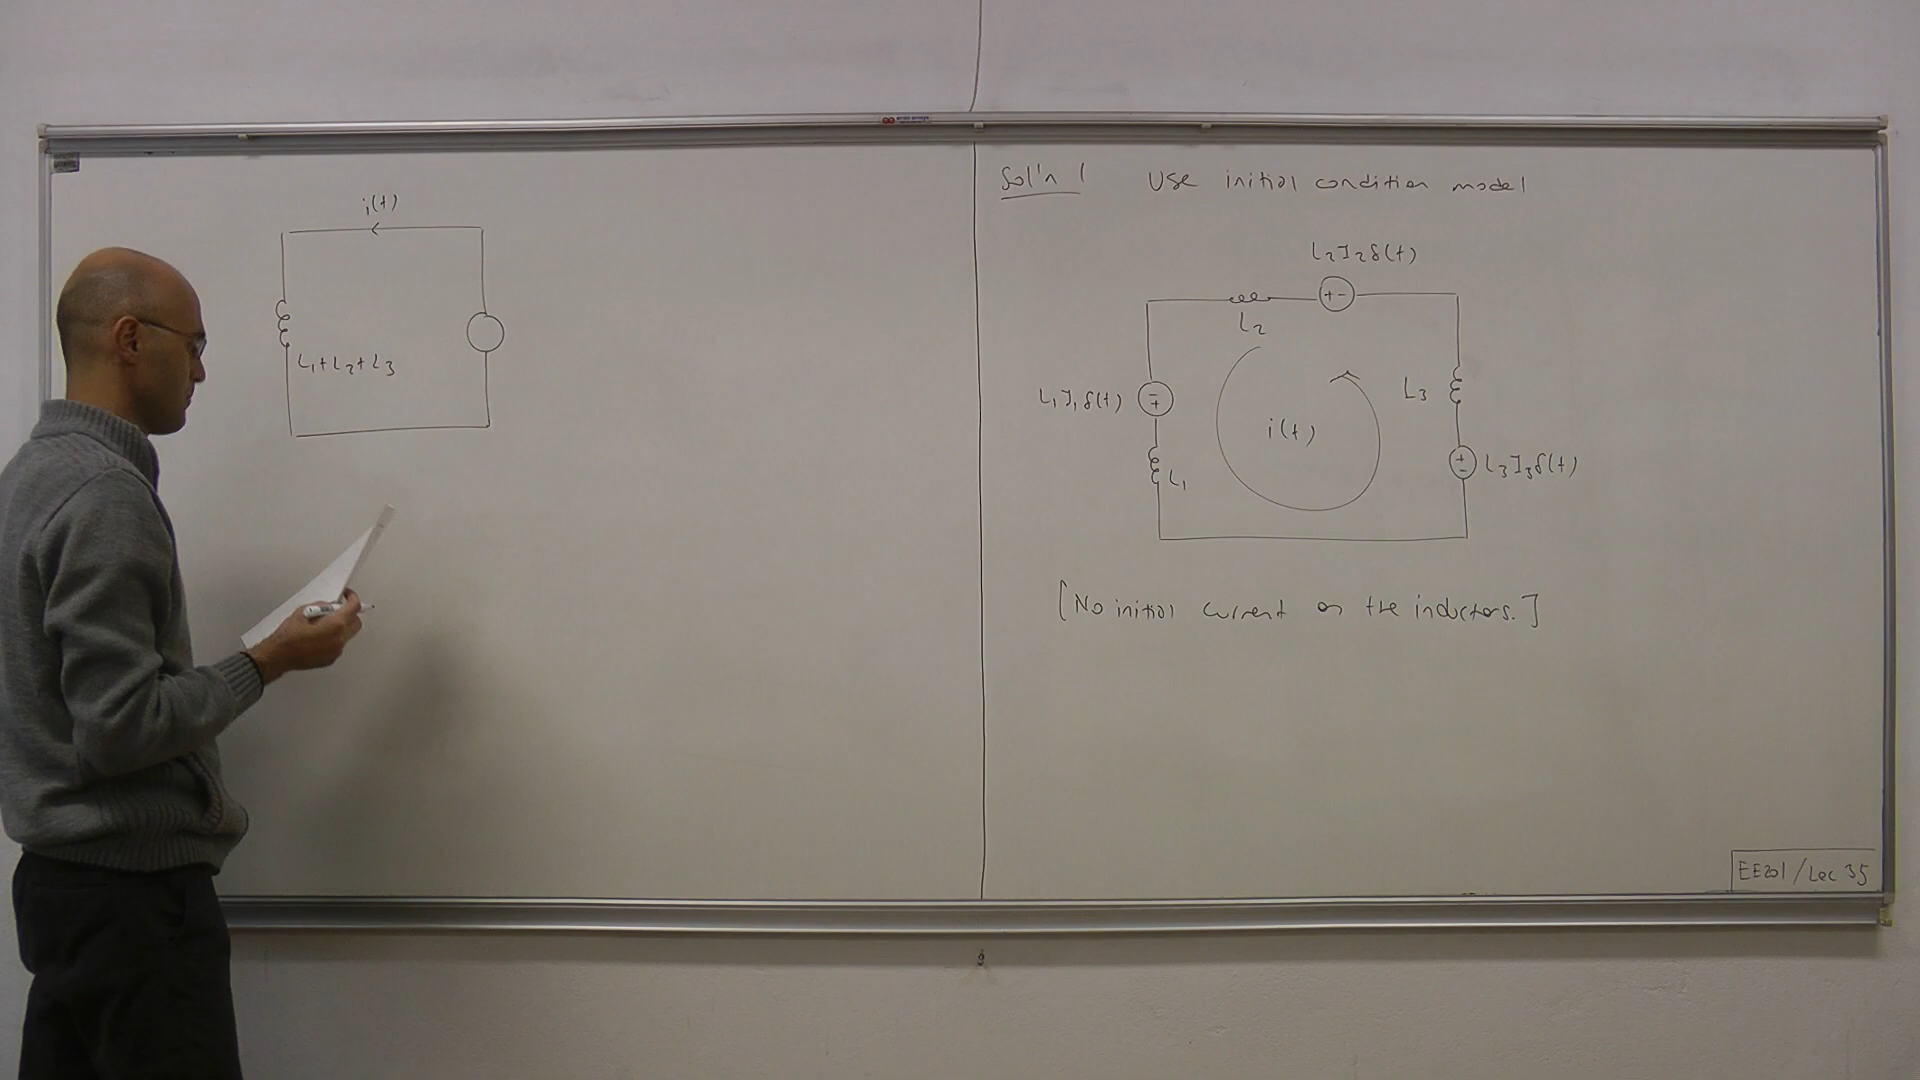 i(t)
L₁+L₂+L₃
Sol'n 1 Use initial condition model
L₂I₂δ(t)
+ -
L₂
L₁I₁δ(t)
- +
L₃
i(t)
L₁
+ -
L₃I₃δ(t)
[No initial current on the inductors.]
EE201/Lec 35